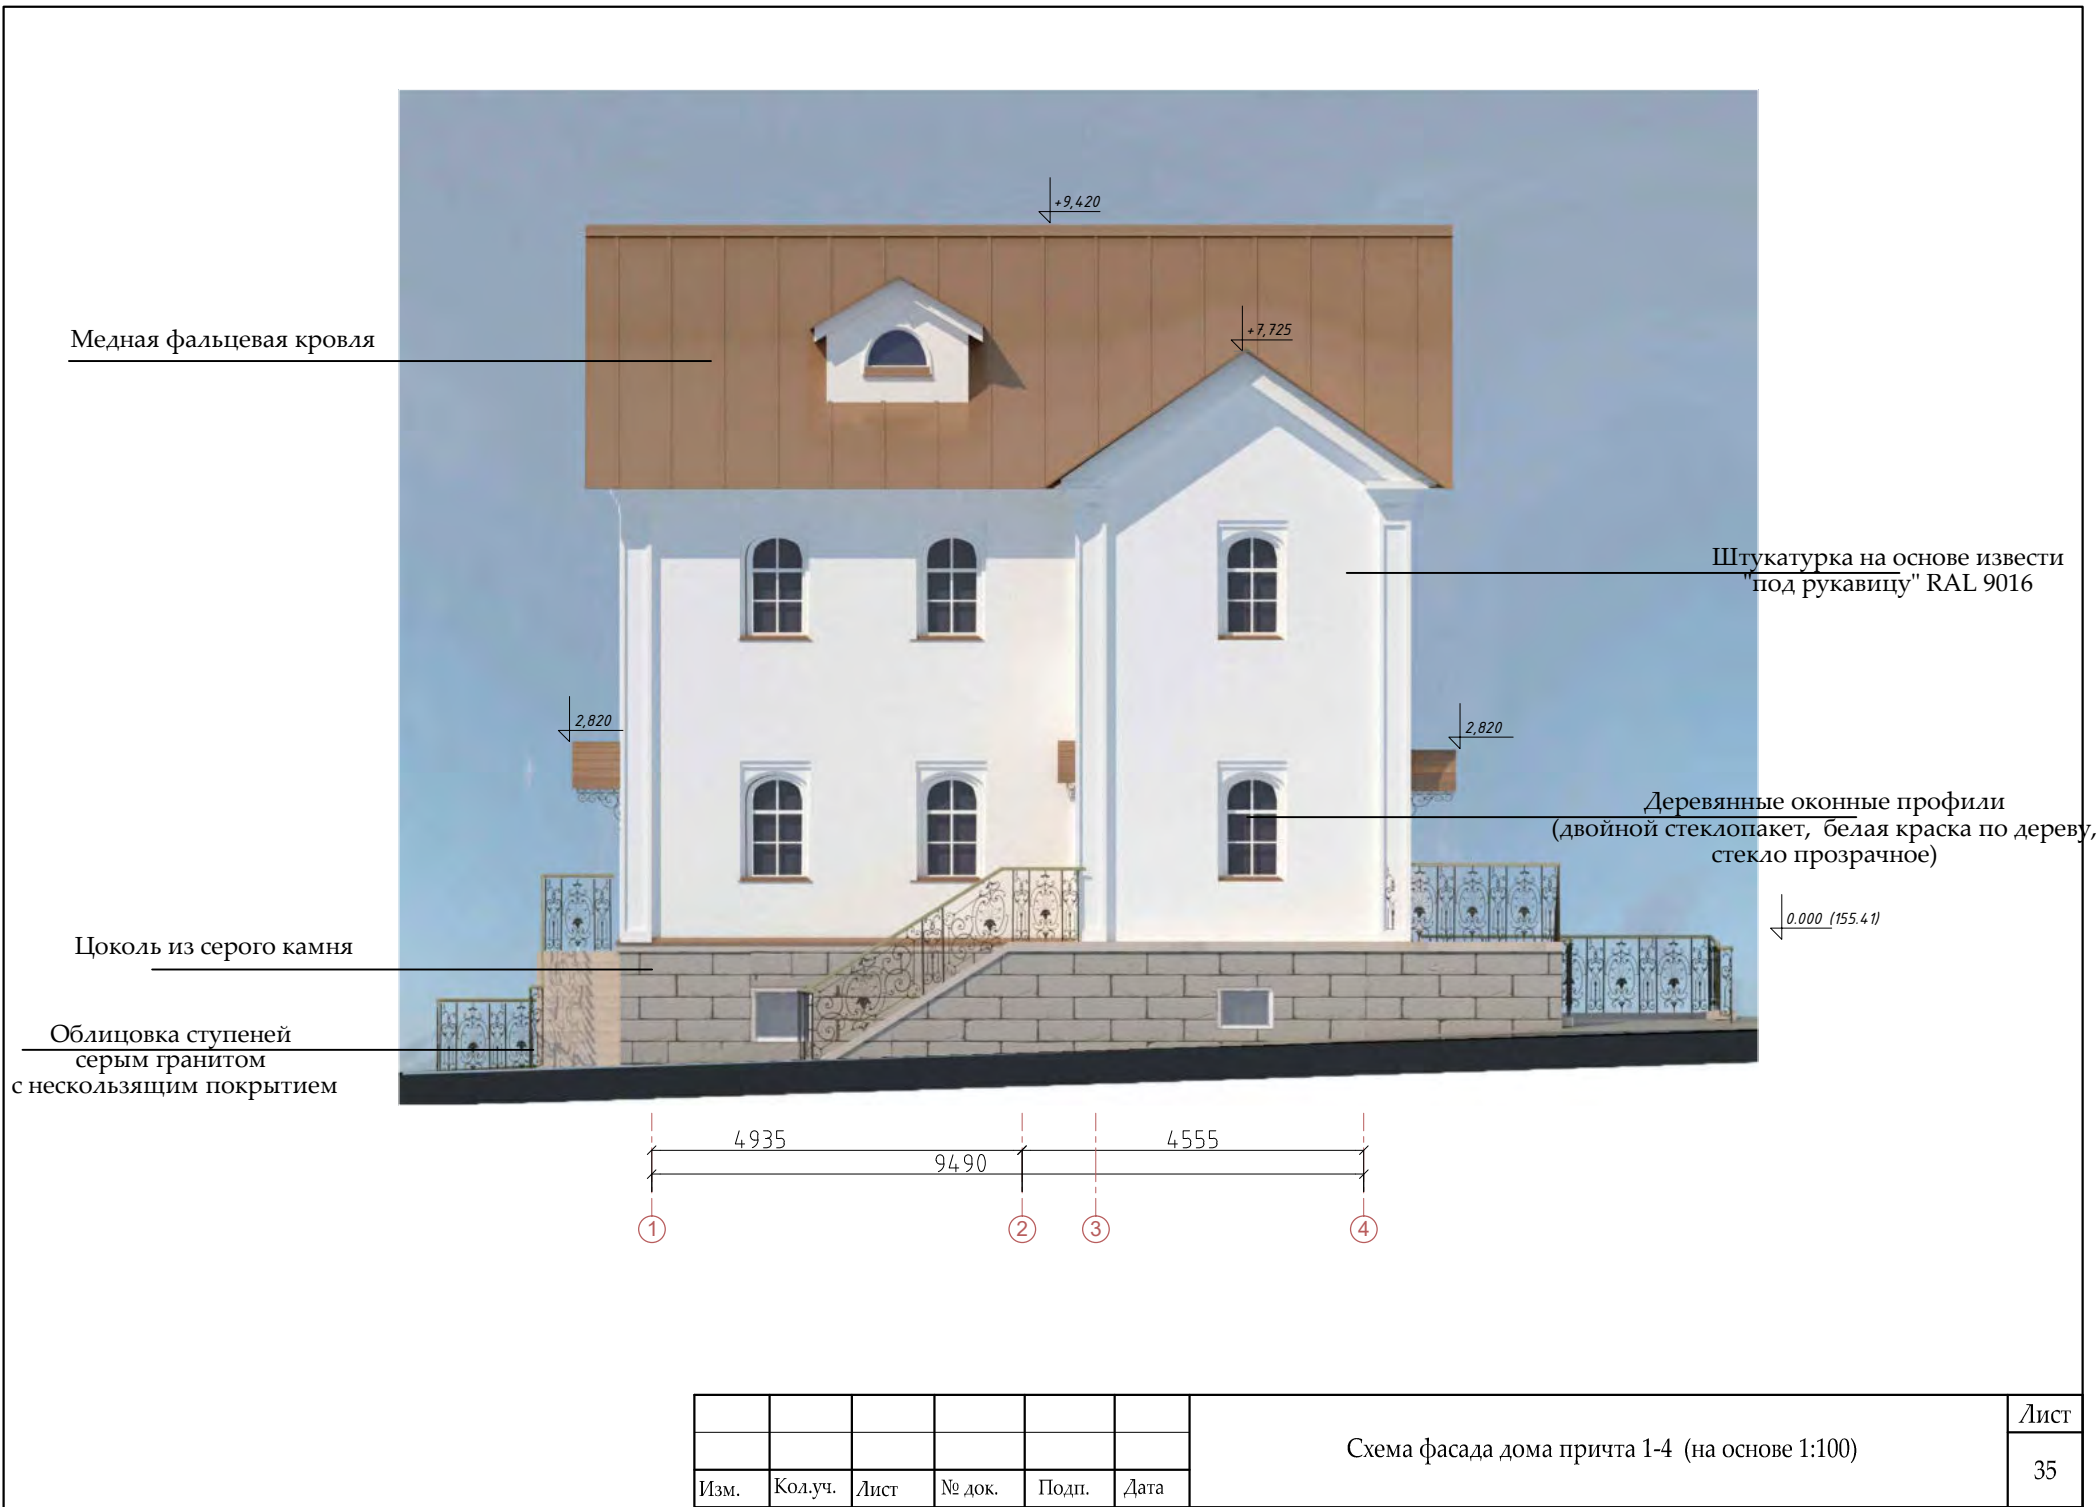 +9,420
+7,725
Медная фальцевая кровля
Штукатурка на основе извести
"под рукавицу" RAL 9016
2,820
2,820
Деревянные оконные профили
(двойной стеклопакет, белая краска по дереву,
стекло прозрачное)
0.000 (155.41)
Цоколь из серого камня
Облицовка ступеней
серым гранитом
с нескользящим покрытием
4935
4555
9490
1
2
3
4
Изм. Кол.уч. Лист № док. Подп. Дата
Схема фасада дома причта 1-4 (на основе 1:100)
Лист
35